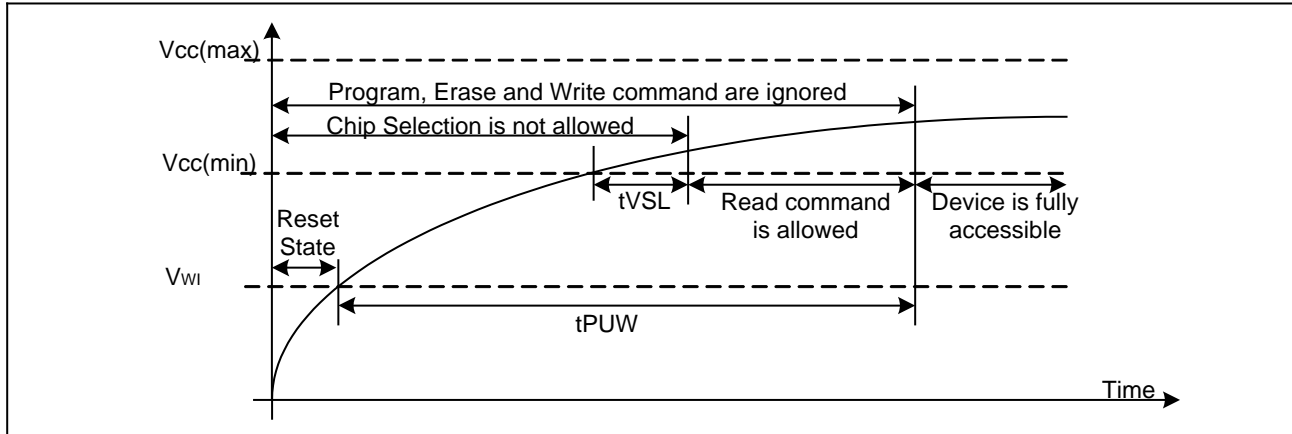 Vcc(max)
Program, Erase and Write command are ignored
Chip Selection is not allowed
Vcc(min)
tVSL
Read command
is allowed
Device is fully
accessible
Reset
State
VWI
tPUW
Time